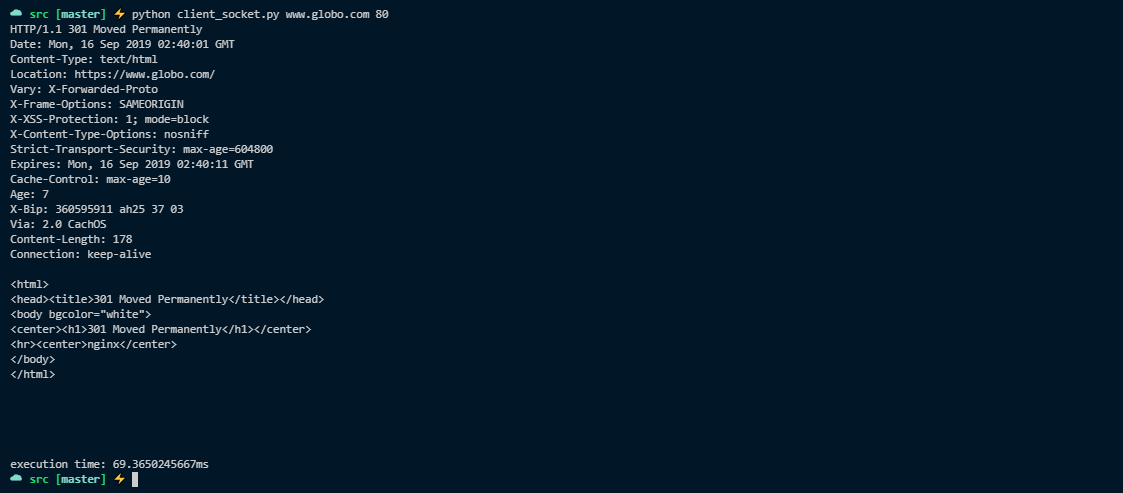 src [master] ⚡ python client_socket.py www.globo.com 80
HTTP/1.1 301 Moved Permanently
Date: Mon, 16 Sep 2019 02:40:01 GMT
Content-Type: text/html
Location: https://www.globo.com/
Vary: X-Forwarded-Proto
X-Frame-Options: SAMEORIGIN
X-XSS-Protection: 1; mode=block
X-Content-Type-Options: nosniff
Strict-Transport-Security: max-age=604800
Expires: Mon, 16 Sep 2019 02:40:11 GMT
Cache-Control: max-age=10
Age: 7
X-Bip: 360595911 ah25 37 03
Via: 2.0 CachOS
Content-Length: 178
Connection: keep-alive

<html>
<head><title>301 Moved Permanently</title></head>
<body bgcolor="white">
<center><h1>301 Moved Permanently</h1></center>
<hr><center>nginx</center>
</body>
</html>

execution time: 69.3650245667ms
src [master] ⚡